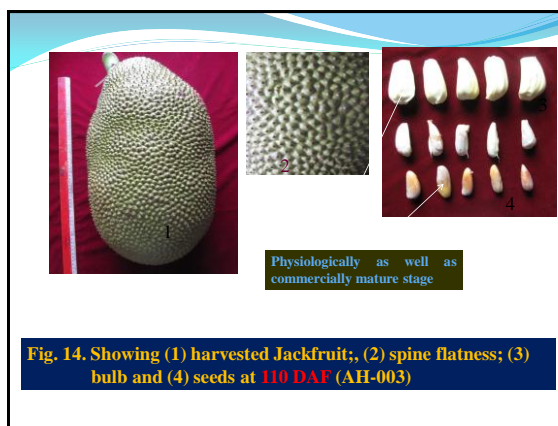 1
2
3
4
Physiologically as well as
commercially mature stage
Fig. 14. Showing (1) harvested Jackfruit;, (2) spine flatness; (3)
bulb and (4) seeds at 110 DAF (AH-003)